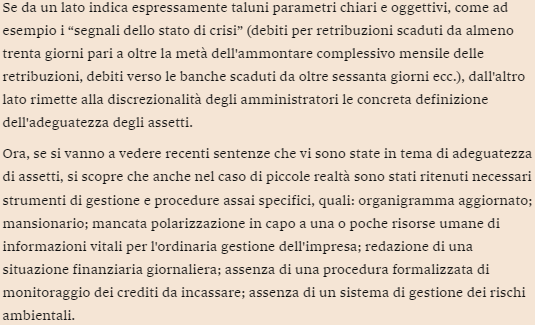 Se da un lato indica espressamente taluni parametri chiari e oggettivi, come ad
esempio i “segnali dello stato di crisi” (debiti per retribuzioni scaduti da almeno
trenta giorni pari a oltre la metà dell'ammontare complessivo mensile delle
retribuzioni, debiti verso le banche scaduti da oltre sessanta giorni ecc.), dall'altro
lato rimette alla discrezionalità degli amministratori le concreta definizione
dell'adeguatezza degli assetti.
Ora, se si vanno a vedere recenti sentenze che vi sono state in tema di adeguatezza
di assetti, si scopre che anche nel caso di piccole realtà sono stati ritenuti necessari
strumenti di gestione e procedure assai specifici, quali: organigramma aggiornato;
mansionario; mancata polarizzazione in capo a una o poche risorse umane di
informazioni vitali per l'ordinaria gestione dell'impresa; redazione di una
situazione finanziaria giornaliera; assenza di una procedura formalizzata di
monitoraggio dei crediti da incassare; assenza di un sistema di gestione dei rischi
ambientali.